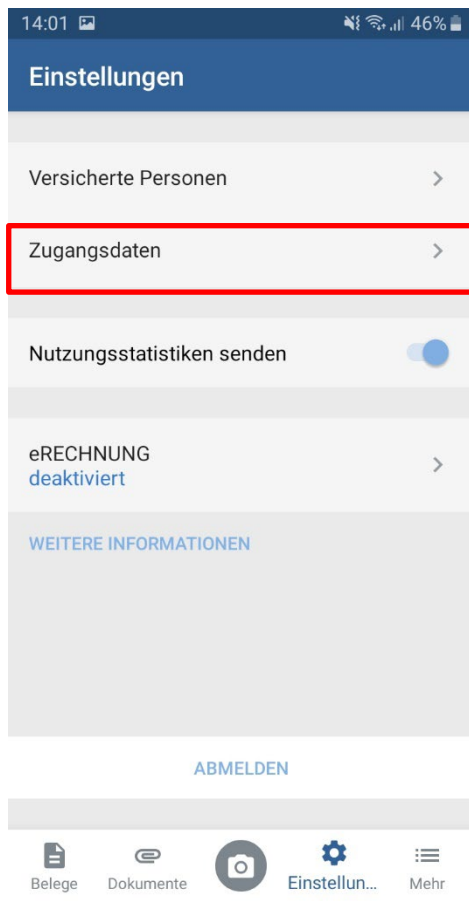 14:01 46%
Einstellungen
Versicherte Personen
Zugangsdaten
Nutzungsstatistiken senden
eRECHNUNG
deaktiviert
WEITERE INFORMATIONEN
ABMELDEN
Belege Dokumente Einstellun... Mehr